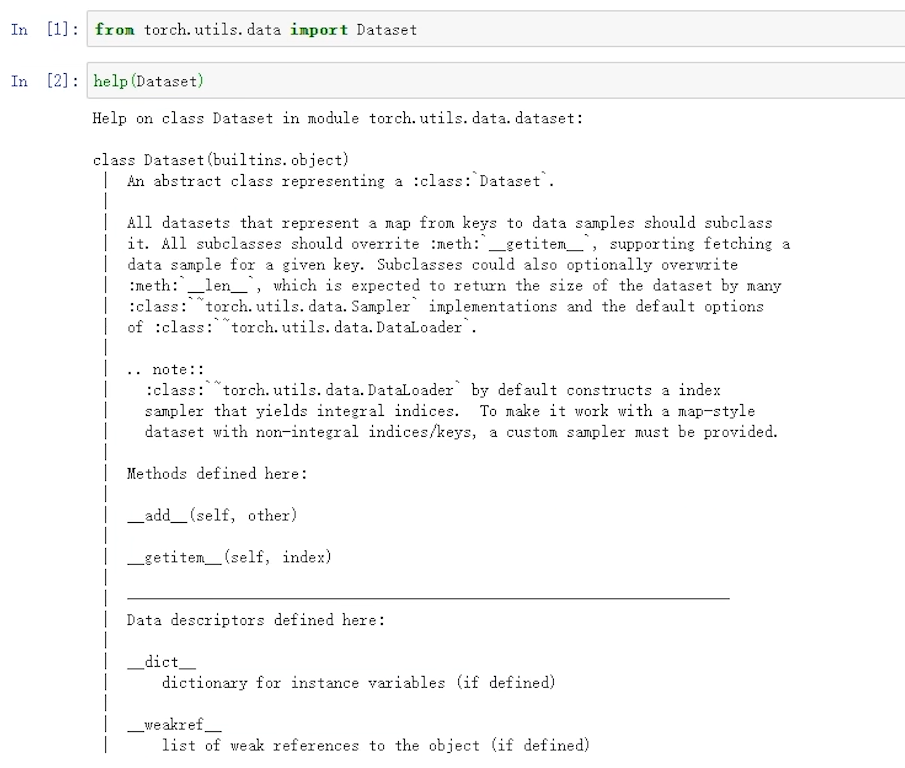 In [1]: from torch.utils.data import Dataset
In [2]: help(Dataset)
Help on class Dataset in module torch.utils.data.dataset:
class Dataset(builtins.object)
 |  An abstract class representing a :class:`Dataset`.
 |
 |  All datasets that represent a map from keys to data samples should subclass
 |  it. All subclasses should overrite :meth:`__getitem__`, supporting fetching a
 |  data sample for a given key. Subclasses could also optionally overwrite
 |  :meth:`__len__`, which is expected to return the size of the dataset by many
 |  :class:`~torch.utils.data.Sampler` implementations and the default options
 |  of :class:`~torch.utils.data.DataLoader`.
 |
 |  .. note::
 |    :class:`~torch.utils.data.DataLoader` by default constructs a index
 |    sampler that yields integral indices.  To make it work with a map-style
 |    dataset with non-integral indices/keys, a custom sampler must be provided.
 |
 |  Methods defined here:
 |
 |  __add__(self, other)
 |
 |  __getitem__(self, index)
 |
 |  ----------------------------------------------------------------------
 |  Data descriptors defined here:
 |
 |  __dict__
 |      dictionary for instance variables (if defined)
 |
 |  __weakref__
 |      list of weak references to the object (if defined)